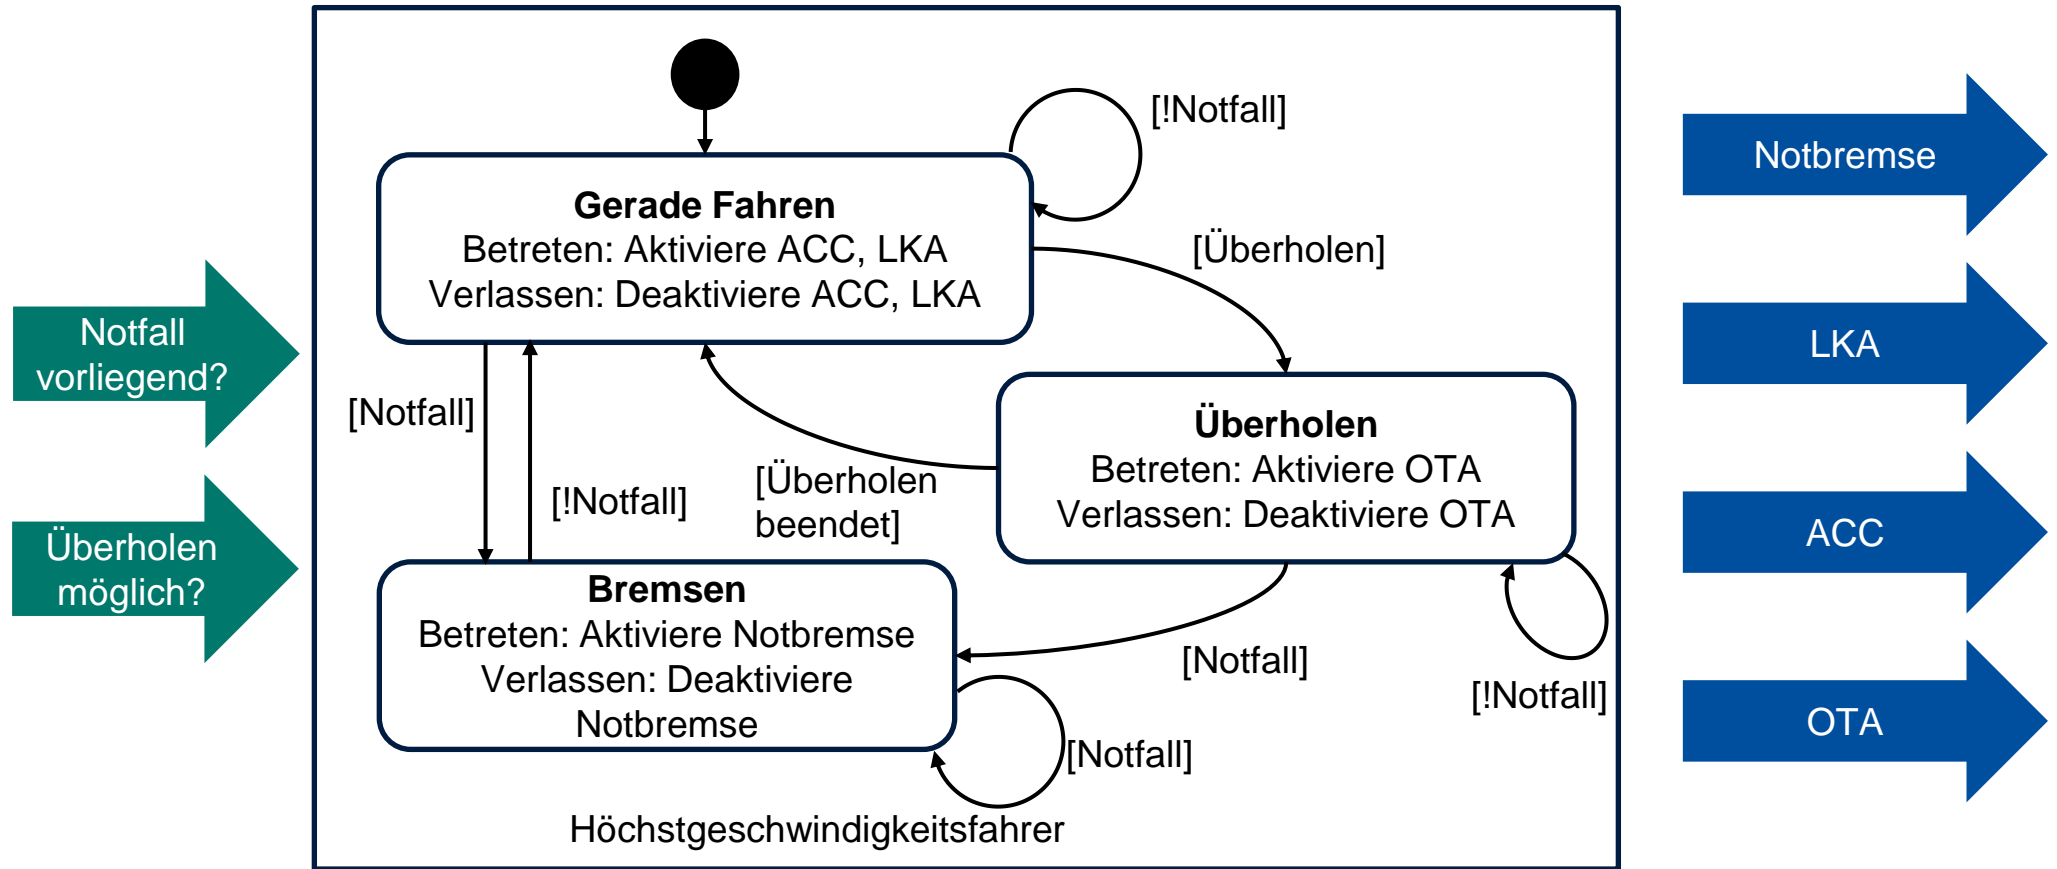 Notfall
vorliegend?
Überholen
möglich?
[!Notfall]
Gerade Fahren
Betreten: Aktiviere ACC, LKA
Verlassen: Deaktiviere ACC, LKA
[Überholen]
[Notfall]
[!Notfall]
[Überholen
beendet]
Überholen
Betreten: Aktiviere OTA
Verlassen: Deaktiviere OTA
Bremsen
Betreten: Aktiviere Notbremse
Verlassen: Deaktiviere
Notbremse
[Notfall]
[!Notfall]
[Notfall]
Höchstgeschwindigkeitsfahrer
Notbremse
LKA
ACC
OTA